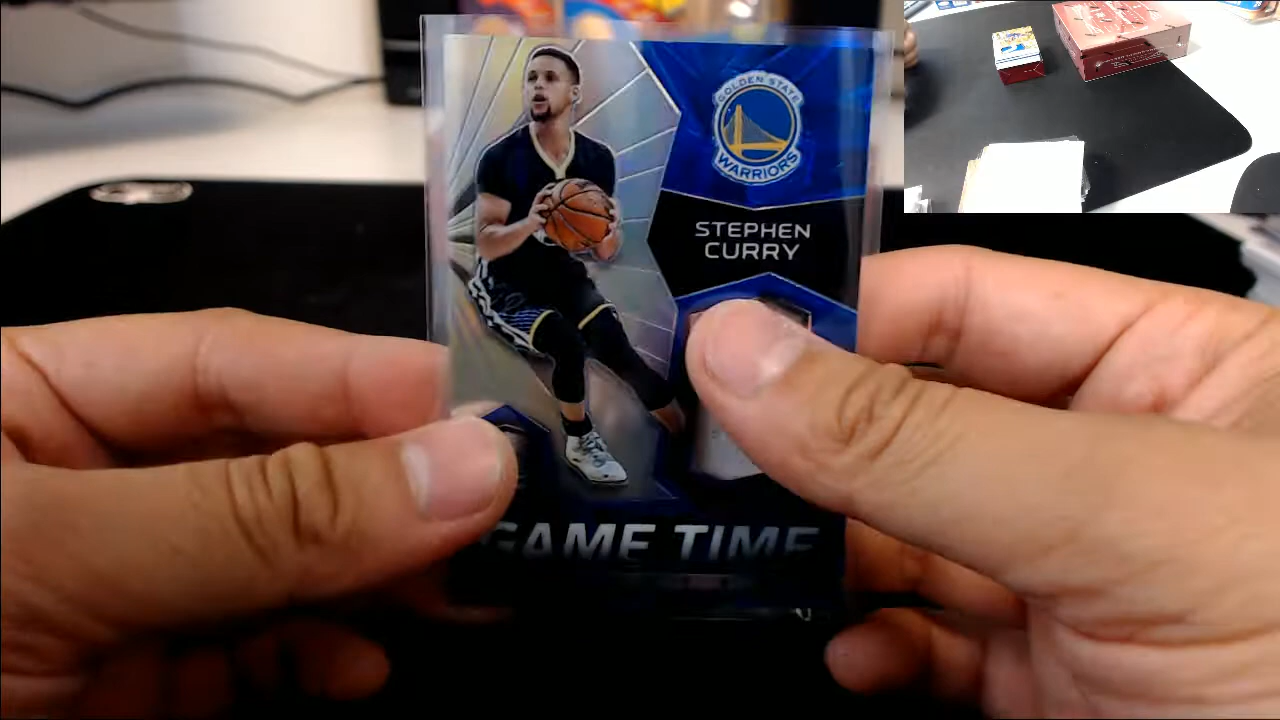 GOLDEN STATE
WARRIORS
STEPHEN
CURRY
GAME TIME